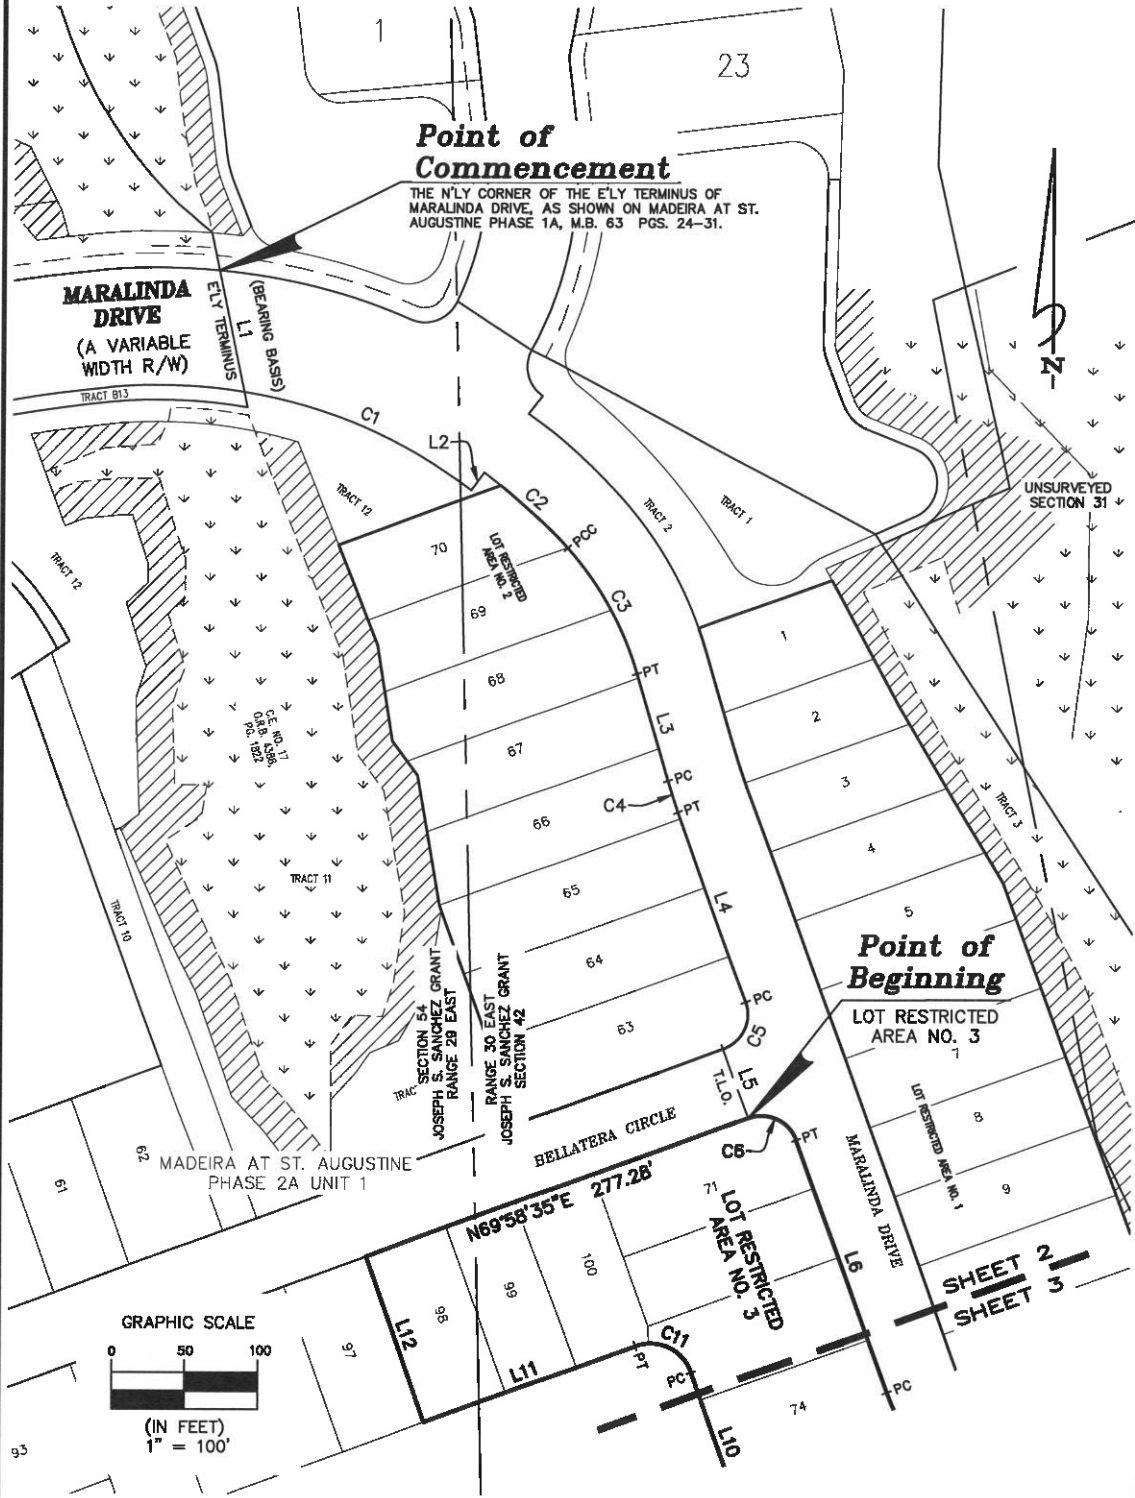 1
23
Point of
Commencement
THE N'LY CORNER OF THE E'LY TERMINUS OF
MARALINDA DRIVE, AS SHOWN ON MADEIRA AT ST.
AUGUSTINE PHASE 1A, M.B. 63 PGS. 24-31.
MARALINDA
DRIVE
(A VARIABLE
WIDTH R/W)
E'LY TERMINUS
L1
(BEARING BASIS)
N
TRACT B13
C1
L2
C2
TRACT 12
TRACT 2
TRACT 1
UNSURVEYED
SECTION 31
TRACT 12
70
LOT RESTRICTED
AREA NO. 2
PCC
69
C3
1
68
PT
2
C.E. NO. 17
O.R.B. 4386,
PG. 1822
67
L3
3
PC
C4
PT
TRACT 3
66
4
TRACT 11
65
L4
5
TRACT 10
64
Point of
Beginning
LOT RESTRICTED
AREA NO. 3
SECTION 54
JOSEPH S. SANCHEZ GRANT
RANGE 29 EAST
RANGE 30 EAST
JOSEPH S. SANCHEZ GRANT
SECTION 42
63
PC
C5
7
TRAC
L5
T.L.O.
LOT RESTRICTED AREA NO. 1
8
BELLATERA CIRCLE
C6
PT
62
61
MADEIRA AT ST. AUGUSTINE
PHASE 2A UNIT 1
N69°58'35"E 277.28'
71
LOT RESTRICTED
AREA NO. 3
MARALINDA DRIVE
9
L6
100
99
98
97
SHEET 2
SHEET 3
GRAPHIC SCALE
0 50 100
(IN FEET)
1" = 100'
L12
L11
PT
C11
PC
PC
74
L10
93